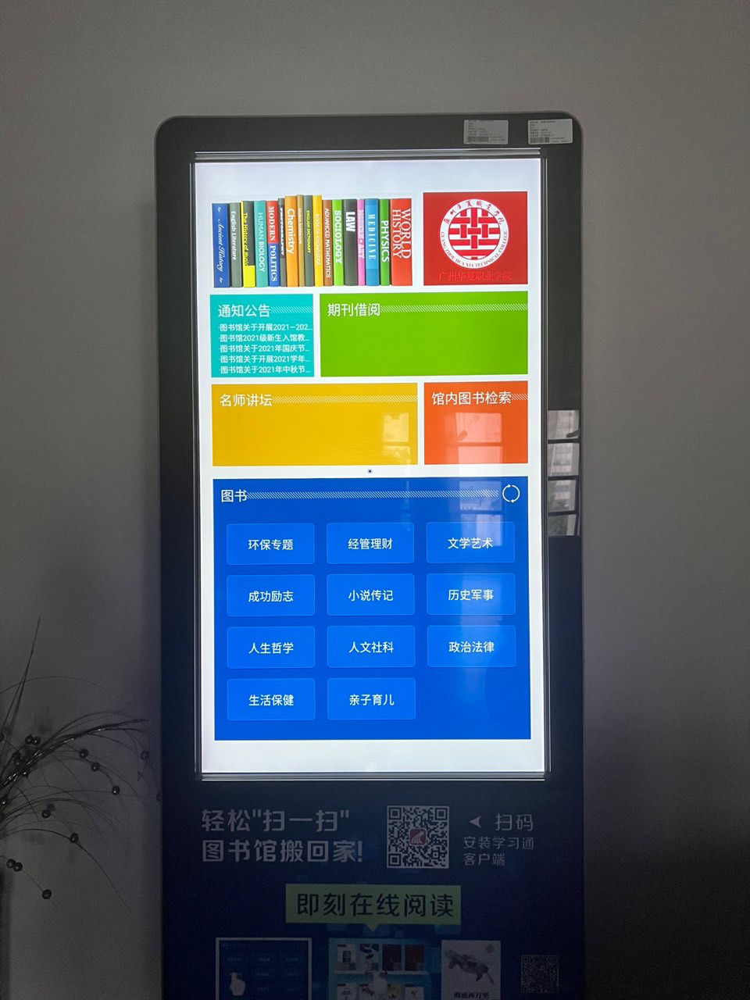 Ancient History
English Literature
The History of Music
HUMAN BIOLOGY
MODERN POLITICS
PHOTOGRAPHY
Chemistry
ENGLISH DICTIONARY
ADVANCED MATHEMATICS
SOCIOLOGY
LAW
MEDICINE
PHYSICS
WORLD HISTORY
广州华夏职业学院
GUANG ZHOU HUA XIA TECHNICAL COLLEGE
广州华夏职业学院
通知公告
·图书馆关于开展2021—202...
·图书馆2021级新生入馆教...
·图书馆关于2021年国庆节...
·图书馆关于开展2021学年...
·图书馆关于2021年中秋节...
期刊借阅
名师讲坛
馆内图书检索
图书
环保专题
经管理财
文学艺术
成功励志
小说传记
历史军事
人生哲学
人文社科
政治法律
生活保健
亲子育儿
轻松"扫一扫"
图书馆搬回家!
扫码
安装学习通
客户端
即刻在线阅读